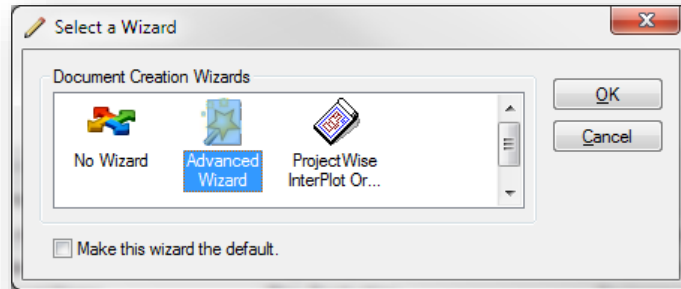 Select a Wizard
Document Creation Wizards
No Wizard
Advanced
Wizard
ProjectWise
InterPlot Or...
OK
Cancel
Make this wizard the default.